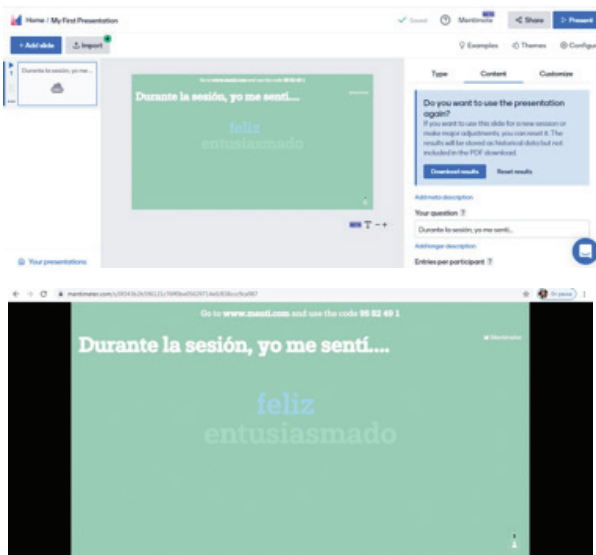 Home / My First Presentation
Saved
Mentimote
Share
Present
+ Add slide
Import
Examples
Themes
Configure
1
Durante la sesión, yo me ...
Go to www.menti.com and use the code
Durante la sesión, yo me sentí....
feliz
entusiasmado
Your presentations
Type
Content
Customize
Do you want to use the presentation
again?
If you want to use this slide for a new session or
make major adjustments, you can reset it. The
results will be stored as historical data but not
included in the PDF download.
Download results
Reset results
Add meta description
Your question
Durante la sesión, yo me sentí...
Add longer description
Entries per participant
Go to www.menti.com and use the code 95 82 49 1
Durante la sesión, yo me sentí....
Mentimeter
feliz
entusiasmado